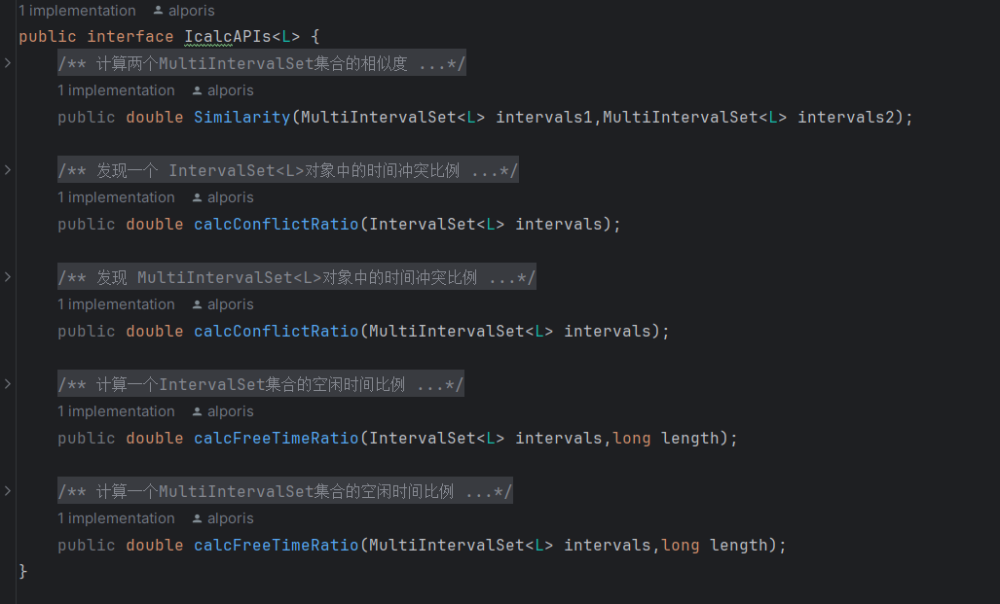 1 implementation alporis
public interface IcalcAPIs<L> {
/** 计算两个MultiIntervalSet集合的相似度 ...*/
1 implementation alporis
public double Similarity(MultiIntervalSet<L> intervals1,MultiIntervalSet<L> intervals2);
/** 发现一个 IntervalSet<L>对象中的时间冲突比例 ...*/
1 implementation alporis
public double calcConflictRatio(IntervalSet<L> intervals);
/** 发现 MultiIntervalSet<L>对象中的时间冲突比例 ...*/
1 implementation alporis
public double calcConflictRatio(MultiIntervalSet<L> intervals);
/** 计算一个IntervalSet集合的空闲时间比例 ...*/
1 implementation alporis
public double calcFreeTimeRatio(IntervalSet<L> intervals,long length);
/** 计算一个MultiIntervalSet集合的空闲时间比例 ...*/
1 implementation alporis
public double calcFreeTimeRatio(MultiIntervalSet<L> intervals,long length);
}